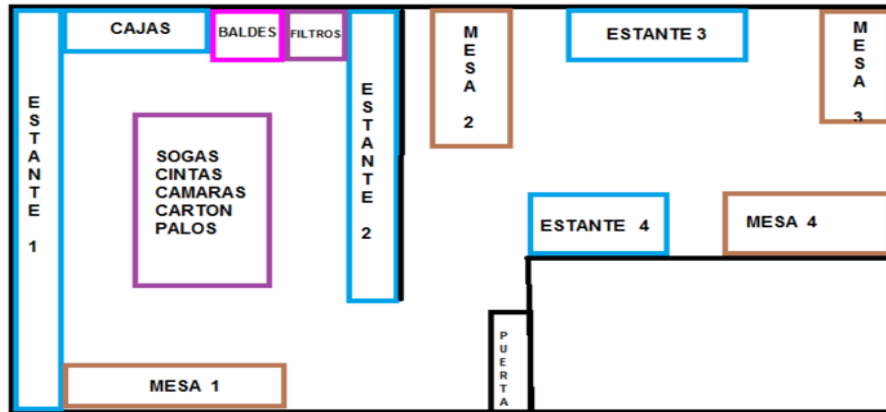 CAJAS
BALDES
FILTROS
ESTANTE 1
ESTANTE 2
MESA 2
ESTANTE 3
MESA 3
SOGAS
CINTAS
CAMARAS
CARTON
PALOS
ESTANTE 4
MESA 4
PUERTA
MESA 1